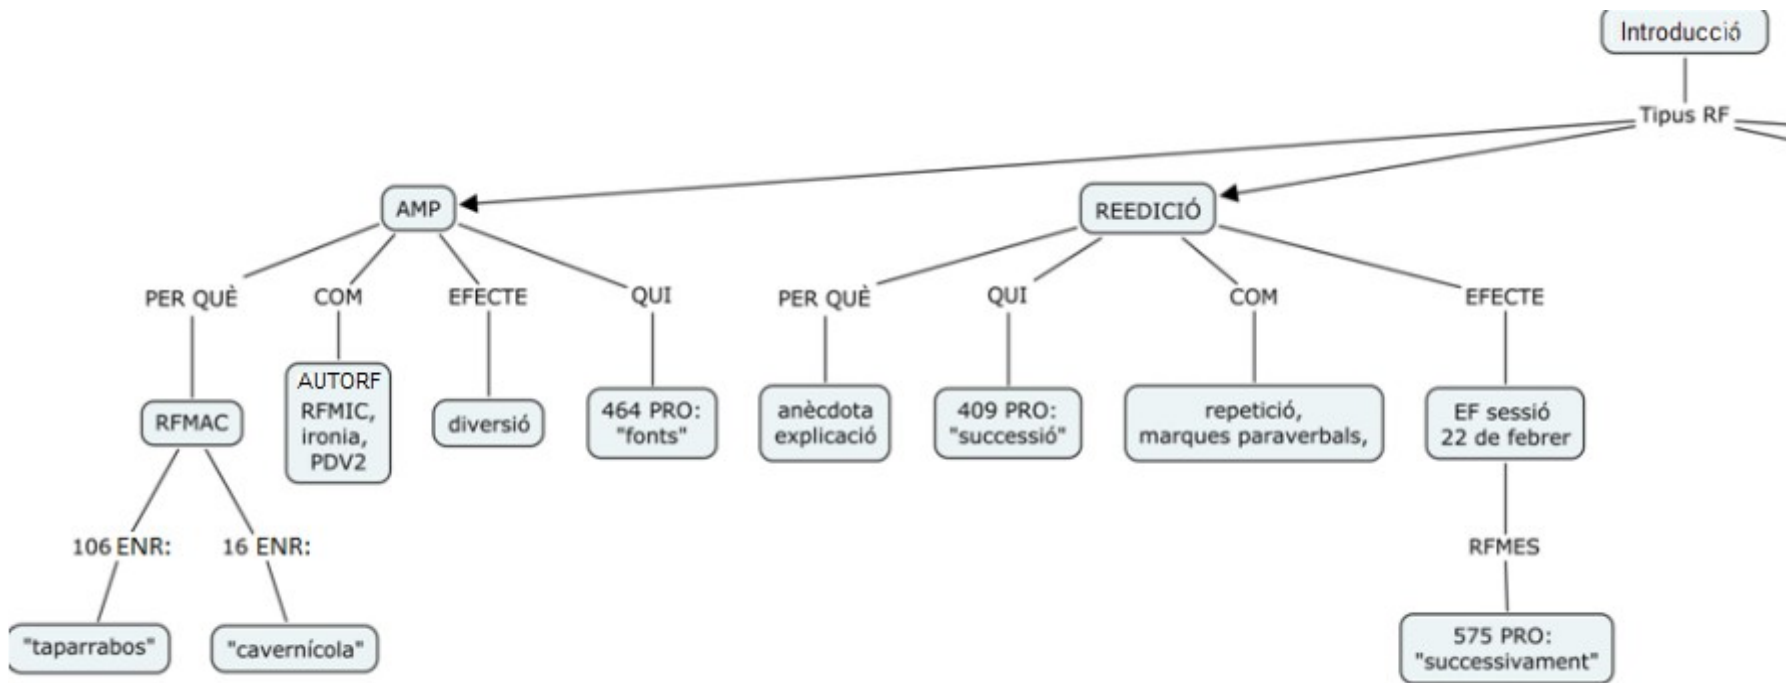 Introducció
Tipus RF
AMP
REEDICIÓ
PER QUÈ
COM
EFECTE
QUI
PER QUÈ
QUI
COM
EFECTE
RFMAC
AUTORF
RFMIC,
ironia,
PDV2
diversió
464 PRO:
"fonts"
anècdota
explicació
409 PRO:
"successió"
repetició,
marques paraverbals,
EF sessió
22 de febrer
106 ENR:
16 ENR:
RFMES
"taparrabos"
"cavernícola"
575 PRO:
"successivament"